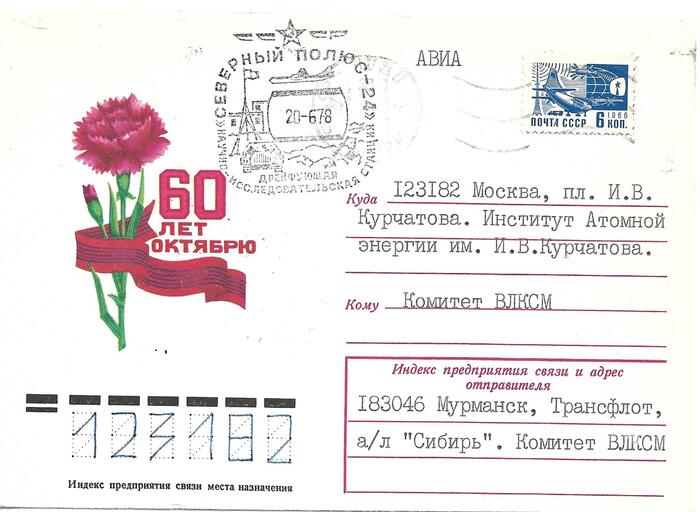 «СЕВЕРНЫЙ ПОЛЮС-24»
20-678
ДРЕЙФУЮЩАЯ
НАУЧНО-ИССЛЕДОВАТЕЛЬСКАЯ СТАНЦИЯ
АВИА
ПОЧТА СССР 6 КОП.
1966
60
ЛЕТ
ОКТЯБРЮ
Куда 123182 Москва, пл. И.В.
Курчатова. Институт Атомной
энергии им. И.В.Курчатова.
Кому Комитет ВЛКСМ
Индекс предприятия связи и адрес
отправителя
183046 Мурманск, Трансфлот,
а/л "Сибирь". Комитет ВЛКСМ
123182
Индекс предприятия связи места назначения